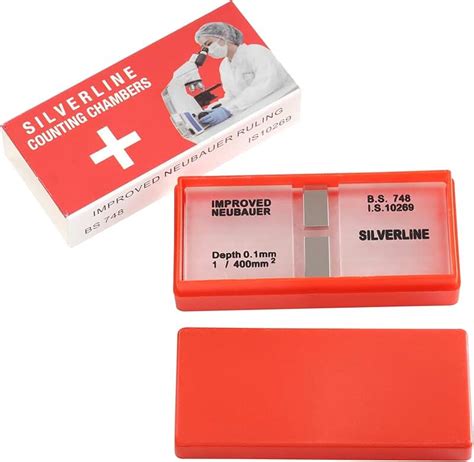 SILVERLINE
COUNTING CHAMBERS
IMPROVED NEUBAUER RULING
BS 748
IS10269
IMPROVED
NEUBAUER
Depth 0.1mm
1 / 400mm²
B.S. 748
I.S.10269
SILVERLINE